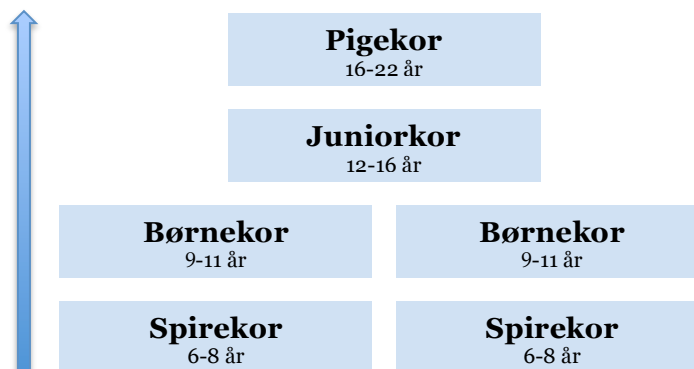 Pigekor
16-22 år
Juniorkor
12-16 år
Børnekor
9-11 år
Børnekor
9-11 år
Spirekor
6-8 år
Spirekor
6-8 år